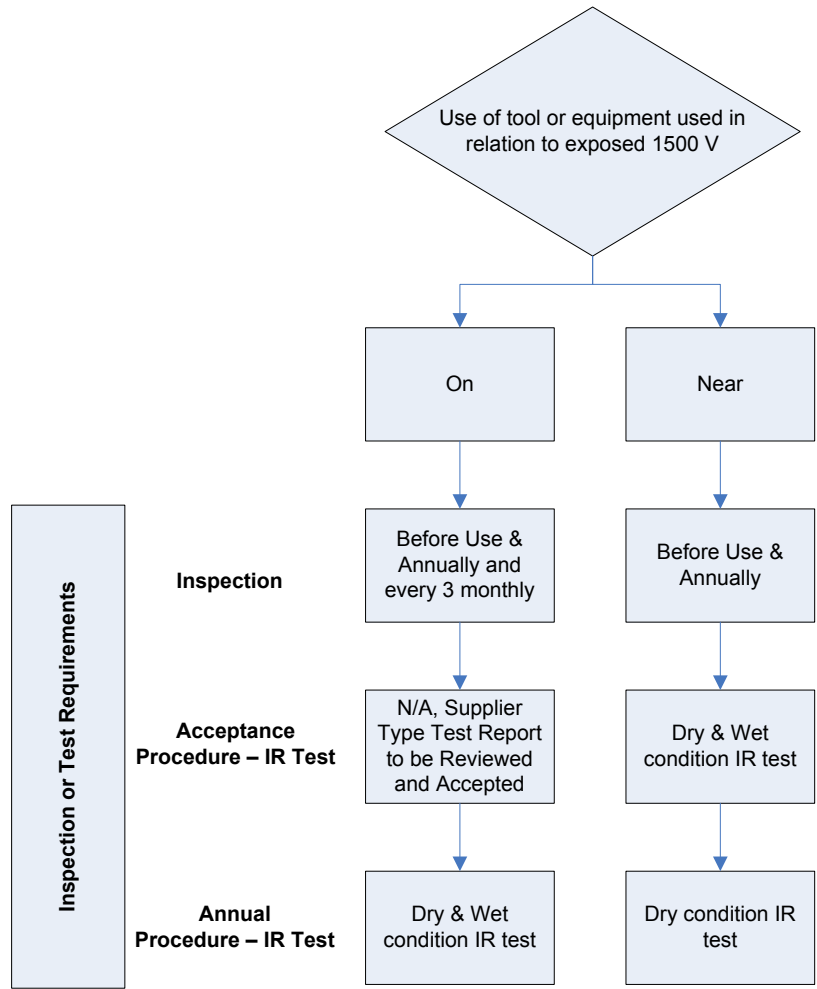 Use of tool or equipment used in
relation to exposed 1500 V
On
Near
Inspection or Test Requirements
Inspection
Before Use &
Annually and
every 3 monthly
Before Use &
Annually
Acceptance
Procedure – IR Test
N/A, Supplier
Type Test Report
to be Reviewed
and Accepted
Dry & Wet
condition IR test
Annual
Procedure – IR Test
Dry & Wet
condition IR test
Dry condition IR
test